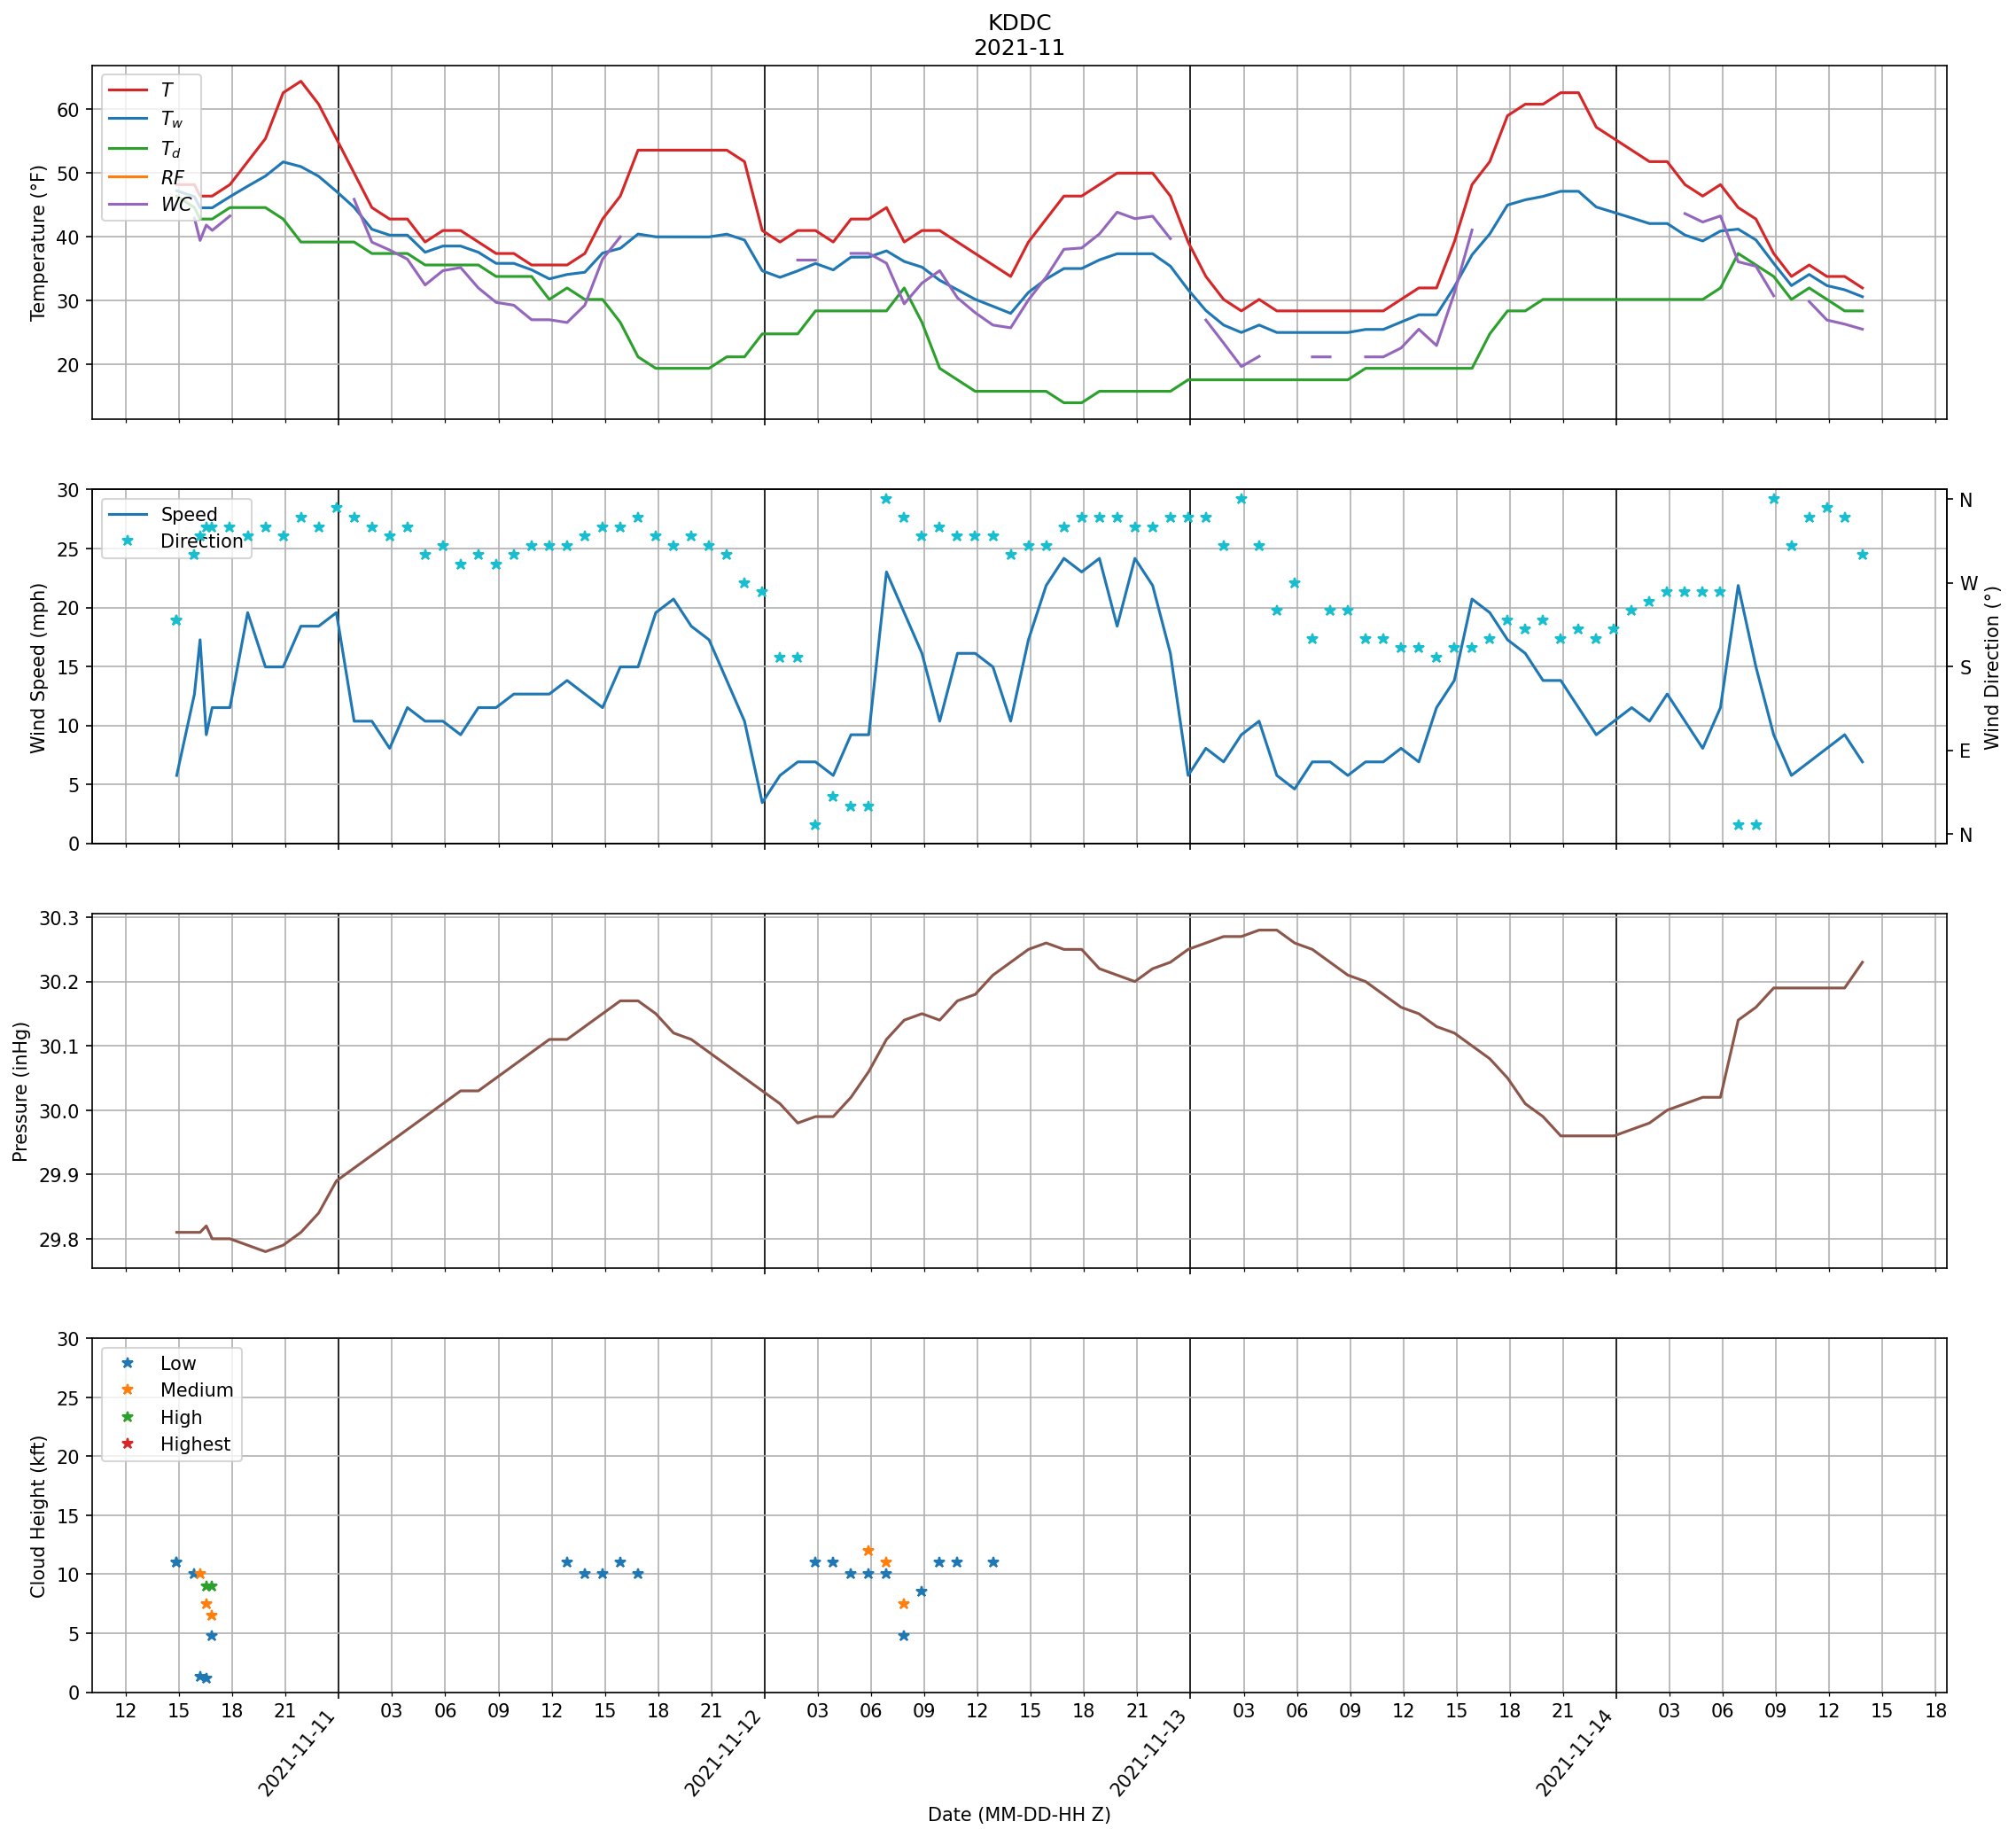 KDDC
2021-11
T
T_w
T_d
RF
WC
60
50
40
30
20
Temperature (°F)
Speed
Direction
30
25
20
15
10
5
0
Wind Speed (mph)
N
W
S
E
N
Wind Direction (°)
30.3
30.2
30.1
30.0
29.9
29.8
Pressure (inHg)
Low
Medium
High
Highest
30
25
20
15
10
5
0
Cloud Height (kft)
12 15 18 21 03 06 09 12 15 18 21 03 06 09 12 15 18 21 03 06 09 12 15 18 21 03 06 09 12 15 18
2021-11-11 2021-11-12 2021-11-13 2021-11-14
Date (MM-DD-HH Z)